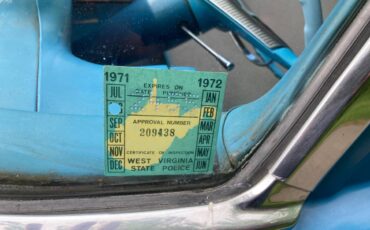 1971 1972
EXPIRES ON
JUL JAN
FEB
SEP MAR
APPROVAL NUMBER
OCT APR
209438
NOV MAY
CERTIFICATE OF INSPECTION
DEC JUN
WEST VIRGINIA
STATE POLICE